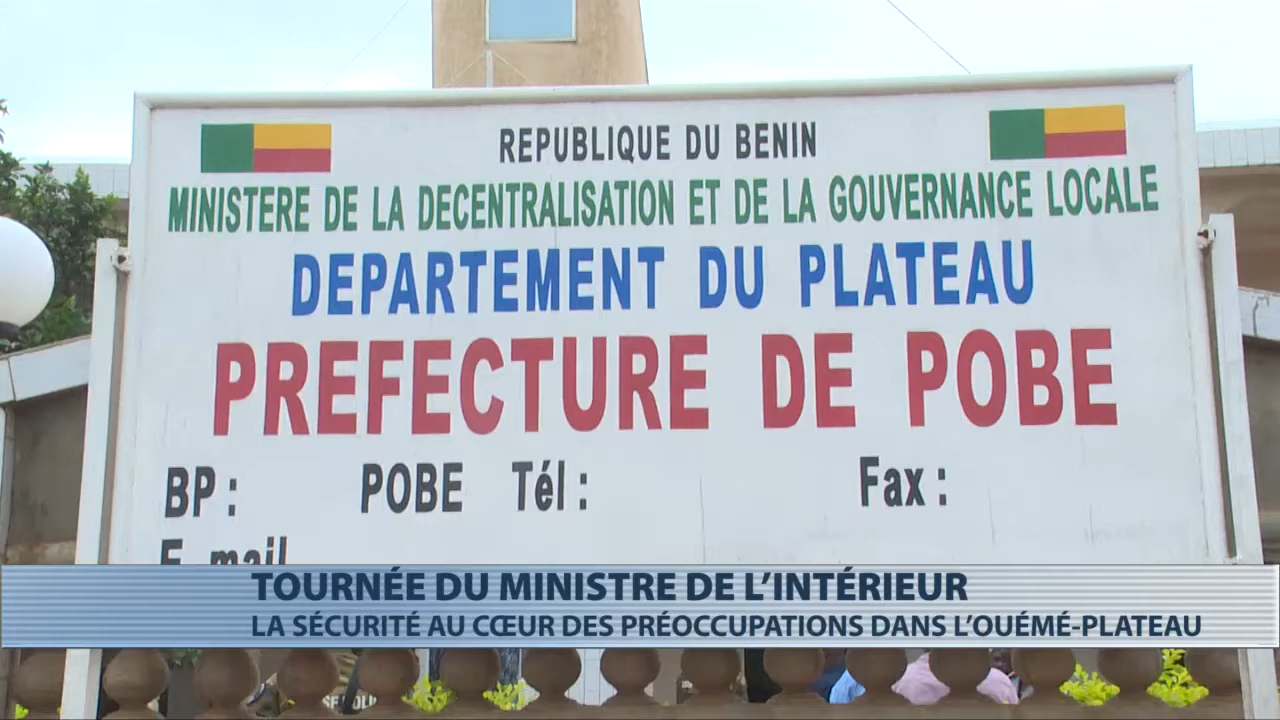 REPUBLIQUE DU BENIN
MINISTERE DE LA DECENTRALISATION ET DE LA GOUVERNANCE LOCALE
DEPARTEMENT DU PLATEAU
PREFECTURE DE POBE
BP : POBE Tél : Fax :
E-mail
TOURNÉE DU MINISTRE DE L'INTÉRIEUR
LA SÉCURITÉ AU CŒUR DES PRÉOCCUPATIONS DANS L'OUÉMÉ-PLATEAU